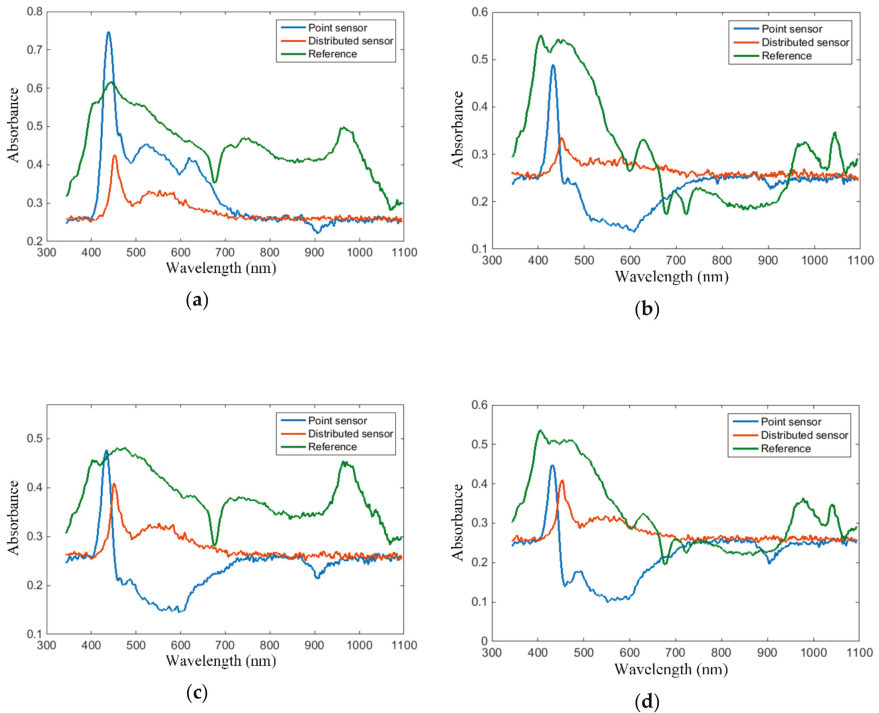 0.8
0.7
0.6
0.5
0.4
0.3
0.2
Absorbance
Point sensor
Distributed sensor
Reference
300 400 500 600 700 800 900 1000 1100
Wavelength (nm)
(a)
0.6
0.5
0.4
0.3
0.2
0.1
Absorbance
Point sensor
Distributed sensor
Reference
300 400 500 600 700 800 900 1000 1100
Wavelength (nm)
(b)
0.5
0.4
0.3
0.2
0.1
Absorbance
Point sensor
Distributed sensor
Reference
300 400 500 600 700 800 900 1000 1100
Wavelength (nm)
(c)
0.6
0.5
0.4
0.3
0.2
0.1
0
Absorbance
Point sensor
Distributed sensor
Reference
300 400 500 600 700 800 900 1000 1100
Wavelength (nm)
(d)